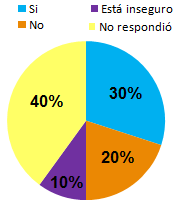 Si
Está inseguro
No
No respondió
30%
40%
20%
10%